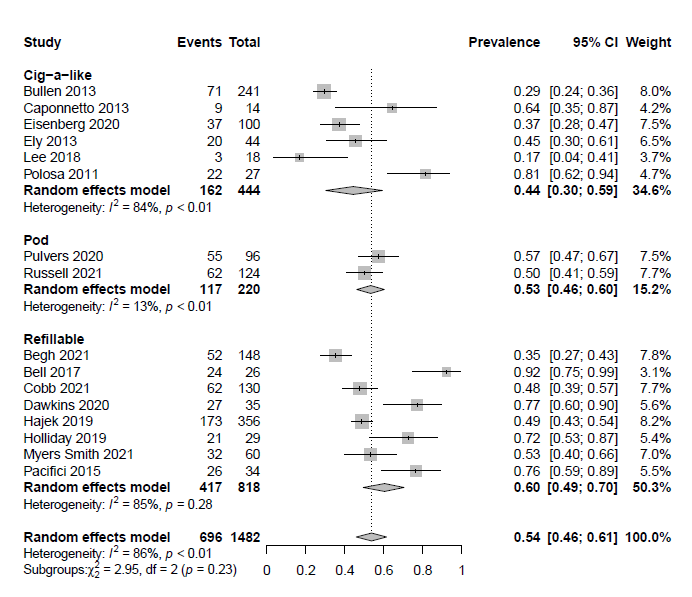 Study Events Total Prevalence 95% CI Weight
Cig−a−like
Bullen 2013 71 241 0.29 [0.24; 0.36] 8.0%
Caponnetto 2013 9 14 0.64 [0.35; 0.87] 4.2%
Eisenberg 2020 37 100 0.37 [0.28; 0.47] 7.5%
Ely 2013 20 44 0.45 [0.30; 0.61] 6.5%
Lee 2018 3 18 0.17 [0.04; 0.41] 3.7%
Polosa 2011 22 27 0.81 [0.62; 0.94] 4.7%
Random effects model 162 444 0.44 [0.30; 0.59] 34.6%
Heterogeneity: I² = 84%, p < 0.01
Pod
Pulvers 2020 55 96 0.57 [0.47; 0.67] 7.5%
Russell 2021 62 124 0.50 [0.41; 0.59] 7.7%
Random effects model 117 220 0.53 [0.46; 0.60] 15.2%
Heterogeneity: I² = 13%, p < 0.01
Refillable
Begh 2021 52 148 0.35 [0.27; 0.43] 7.8%
Bell 2017 24 26 0.92 [0.75; 0.99] 3.1%
Cobb 2021 62 130 0.48 [0.39; 0.57] 7.7%
Dawkins 2020 27 35 0.77 [0.60; 0.90] 5.6%
Hajek 2019 173 356 0.49 [0.43; 0.54] 8.2%
Holliday 2019 21 29 0.72 [0.53; 0.87] 5.4%
Myers Smith 2021 32 60 0.53 [0.40; 0.66] 7.0%
Pacifici 2015 26 34 0.76 [0.59; 0.89] 5.5%
Random effects model 417 818 0.60 [0.49; 0.70] 50.3%
Heterogeneity: I² = 85%, p = 0.28
Random effects model 696 1482 0.54 [0.46; 0.61] 100.0%
Heterogeneity: I² = 86%, p < 0.01
Subgroups:χ²₂ = 2.95, df = 2 (p = 0.23)
0 0.2 0.4 0.6 0.8 1